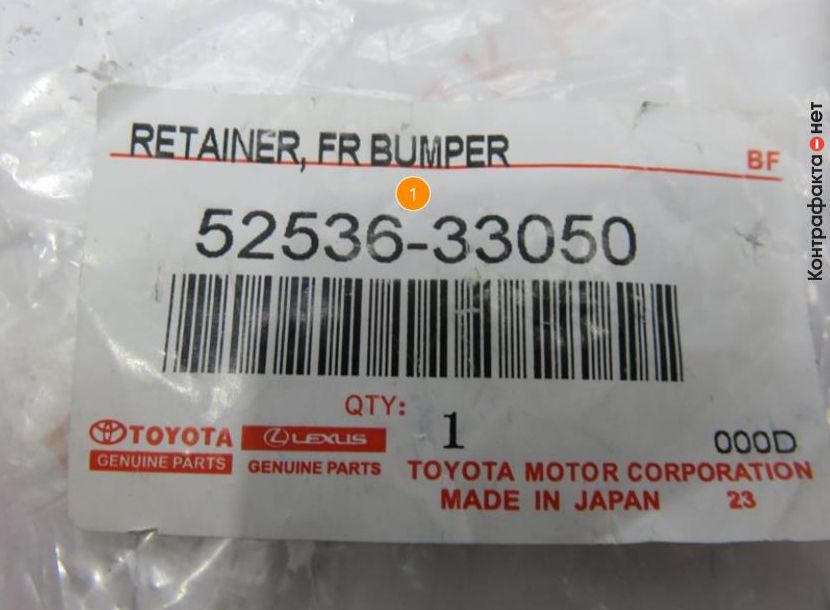 RETAINER, FR BUMPER
BF
1
52536-33050
QTY: 1
TOYOTA
LEXUS
000D
GENUINE PARTS
GENUINE PARTS
TOYOTA MOTOR CORPORATION
MADE IN JAPAN 23
Контрафакта нет